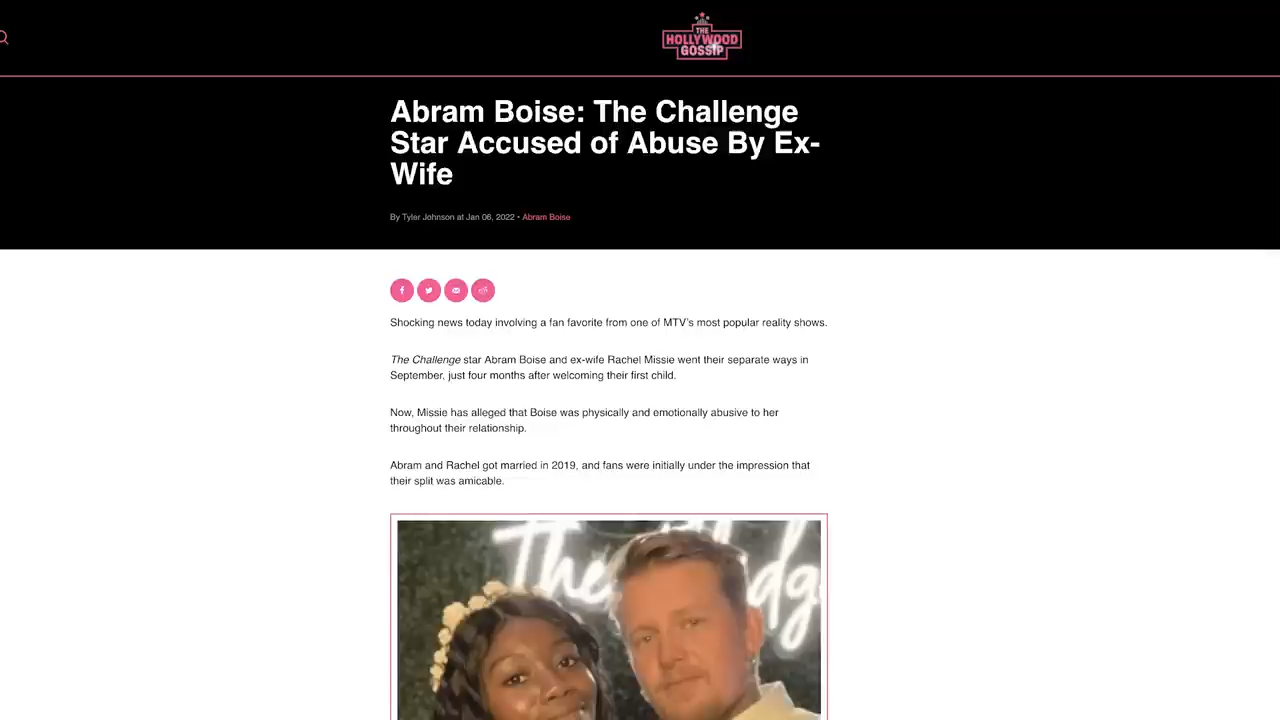 THE
HOLLYWOOD
GOSSIP
Abram Boise: The Challenge
Star Accused of Abuse By Ex-
Wife
By Tyler Johnson at Jan 06, 2022 • Abram Boise
Shocking news today involving a fan favorite from one of MTV's most popular reality shows.
The Challenge star Abram Boise and ex-wife Rachel Missie went their separate ways in
September, just four months after welcoming their first child.
Now, Missie has alleged that Boise was physically and emotionally abusive to her
throughout their relationship.
Abram and Rachel got married in 2019, and fans were initially under the impression that
their split was amicable.
The